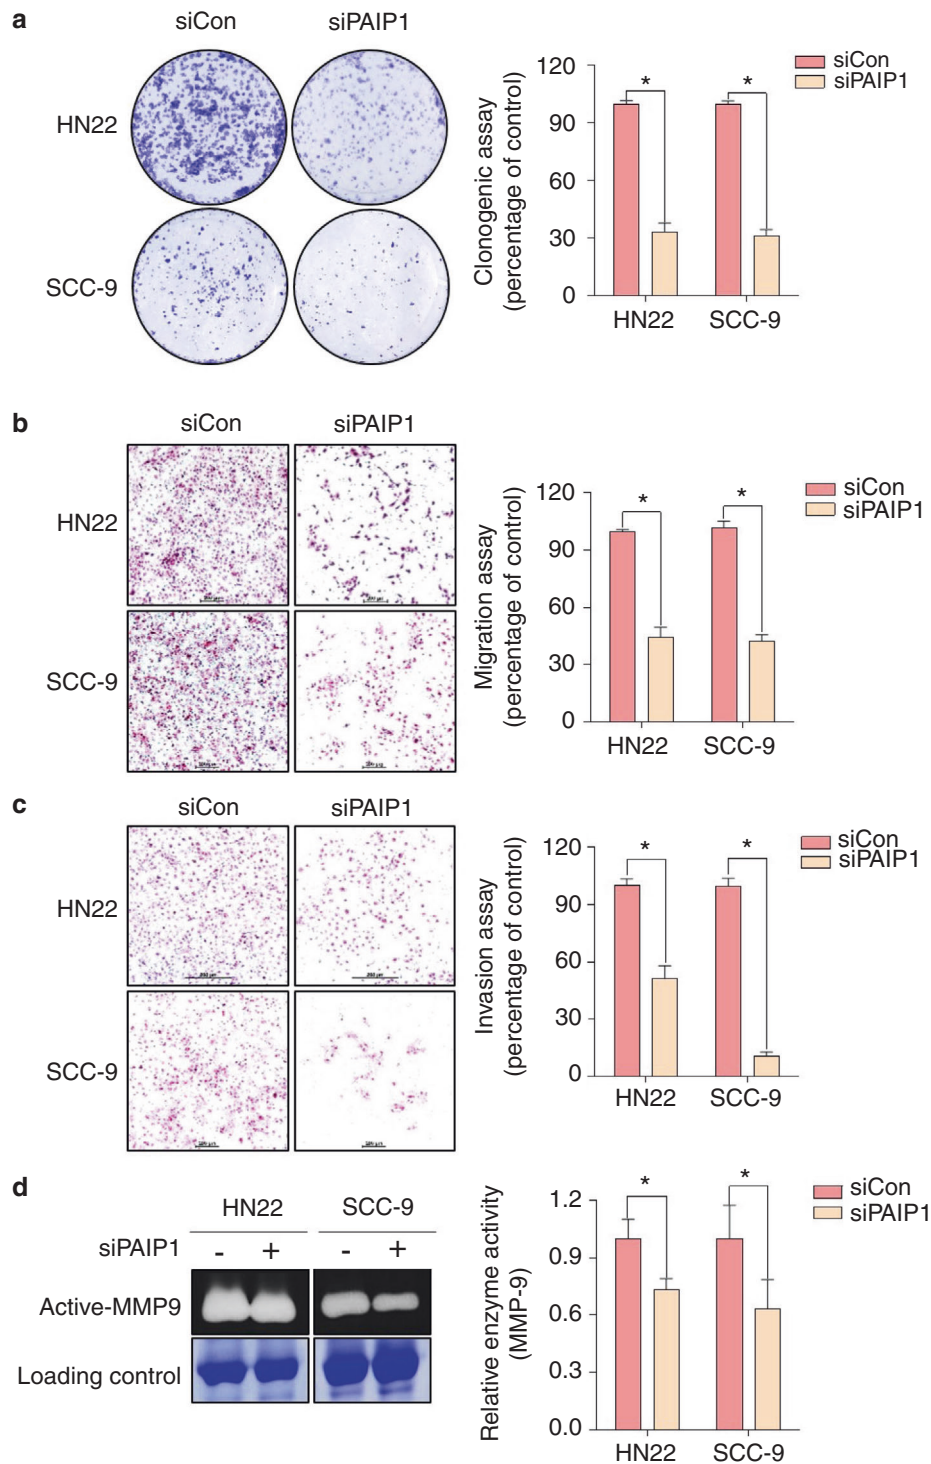 a
siCon
siPAIP1
HN22
SCC-9
Clonogenic assay
(percentage of control)
120
90
60
30
0
*
*
HN22
SCC-9
siCon
siPAIP1
b
siCon
siPAIP1
HN22
SCC-9
Migration assay
(percentage of control)
120
90
60
30
0
*
*
HN22
SCC-9
siCon
siPAIP1
c
siCon
siPAIP1
HN22
SCC-9
Invasion assay
(percentage of control)
120
90
60
30
0
*
*
HN22
SCC-9
siCon
siPAIP1
d
HN22
SCC-9
siPAIP1
- +
- +
Active-MMP9
Loading control
Relative enzyme activity
(MMP-9)
1.2
0.9
0.6
0.3
0.0
*
*
HN22
SCC-9
siCon
siPAIP1